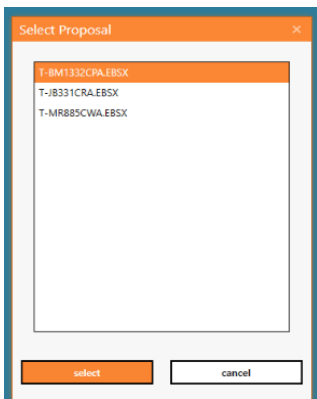 Select Proposal
T-BM1332CPA.EBSX
T-JB331CRA.EBSX
T-MR885CWA.EBSX
select
cancel